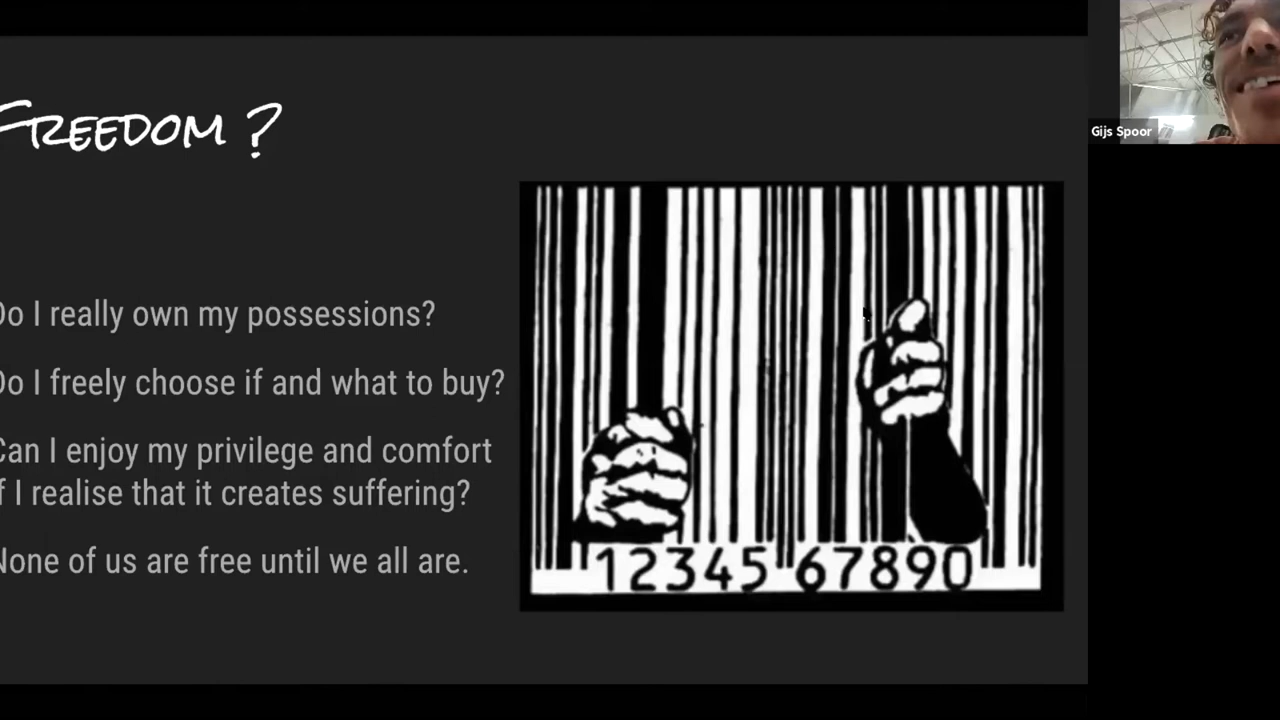 FREEDOM ?
Gijs Spoor
Do I really own my possessions?
Do I freely choose if and what to buy?
Can I enjoy my privilege and comfort
if I realise that it creates suffering?
None of us are free until we all are.
12345 67890